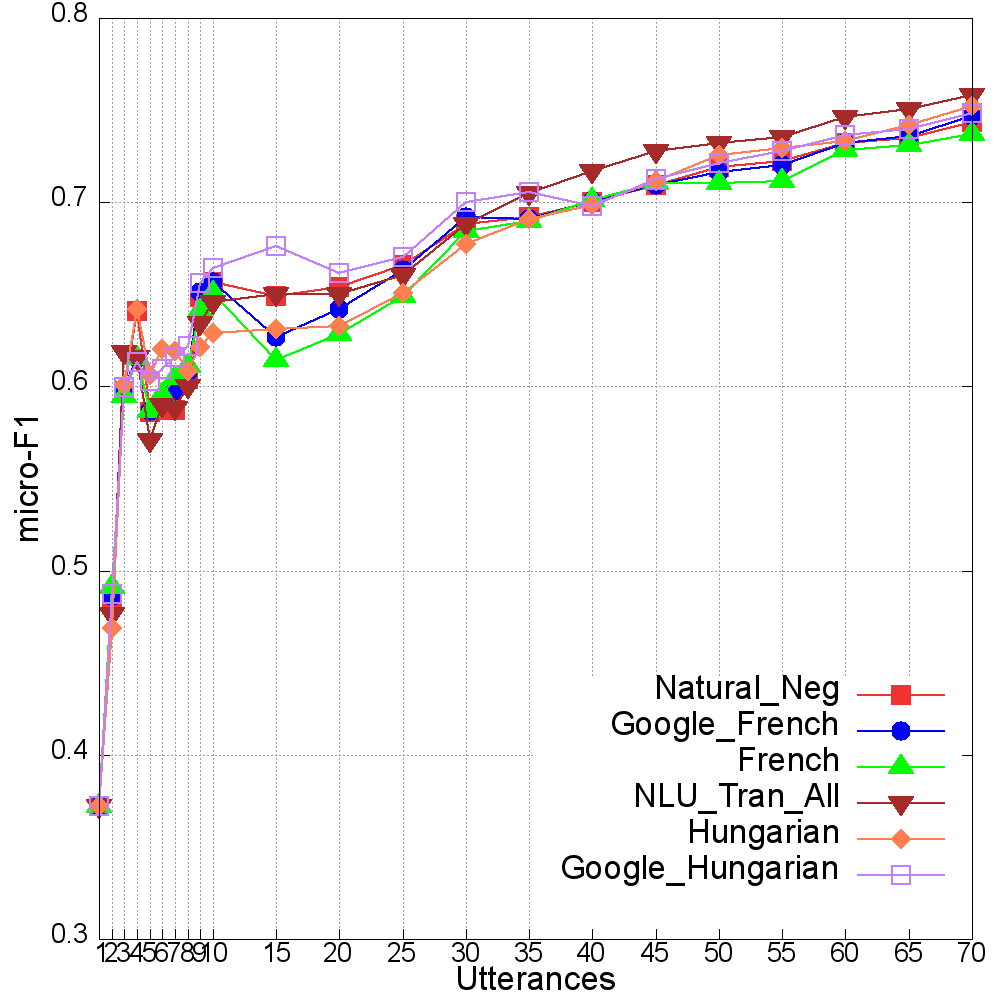 0.8
0.7
0.6
0.5
0.4
0.3
micro-F1
Natural_Neg
Google_French
French
NLU_Tran_All
Hungarian
Google_Hungarian
1 2 3 4 5 6 7 8 9 10 15 20 25 30 35 40 45 50 55 60 65 70
Utterances